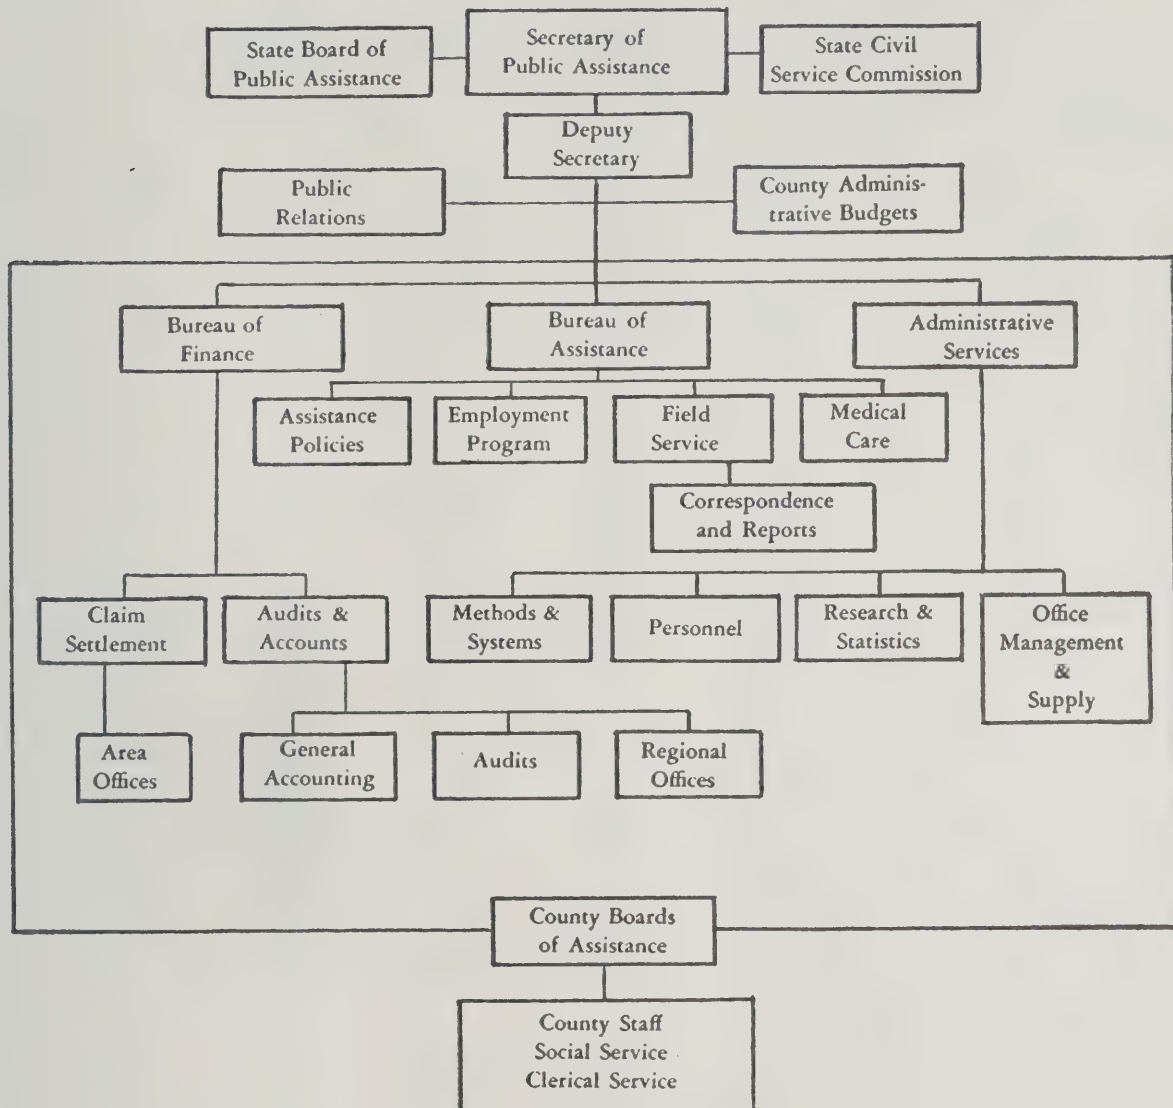 State Board of
Public Assistance
Secretary of
Public Assistance
State Civil
Service Commission
Deputy
Secretary
Public
Relations
County Adminis-
trative Budgets
Bureau of
Finance
Bureau of
Assistance
Administrative
Services
Assistance
Policies
Employment
Program
Field
Service
Medical
Care
Correspondence
and Reports
Claim
Settlement
Audits &
Accounts
Methods &
Systems
Personnel
Research &
Statistics
Office
Management
&
Supply
Area
Offices
General
Accounting
Audits
Regional
Offices
County Boards
of Assistance
County Staff
Social Service
Clerical Service